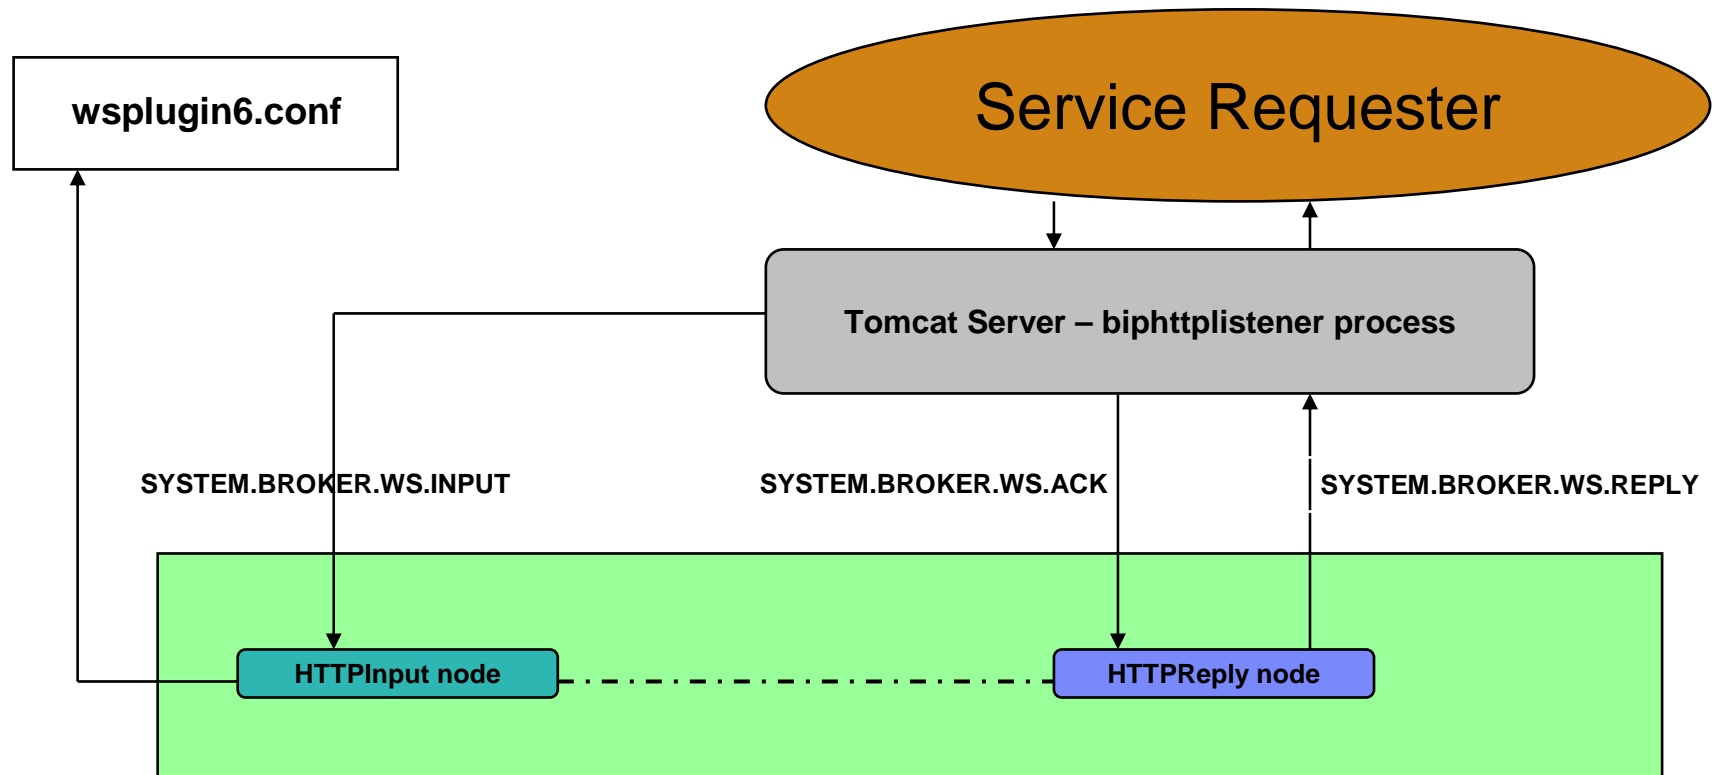 Service Requester
wsplugin6.conf
Tomcat Server – biphttplistener process
SYSTEM.BROKER.WS.INPUT
SYSTEM.BROKER.WS.ACK
SYSTEM.BROKER.WS.REPLY
HTTPInput node
HTTPReply node